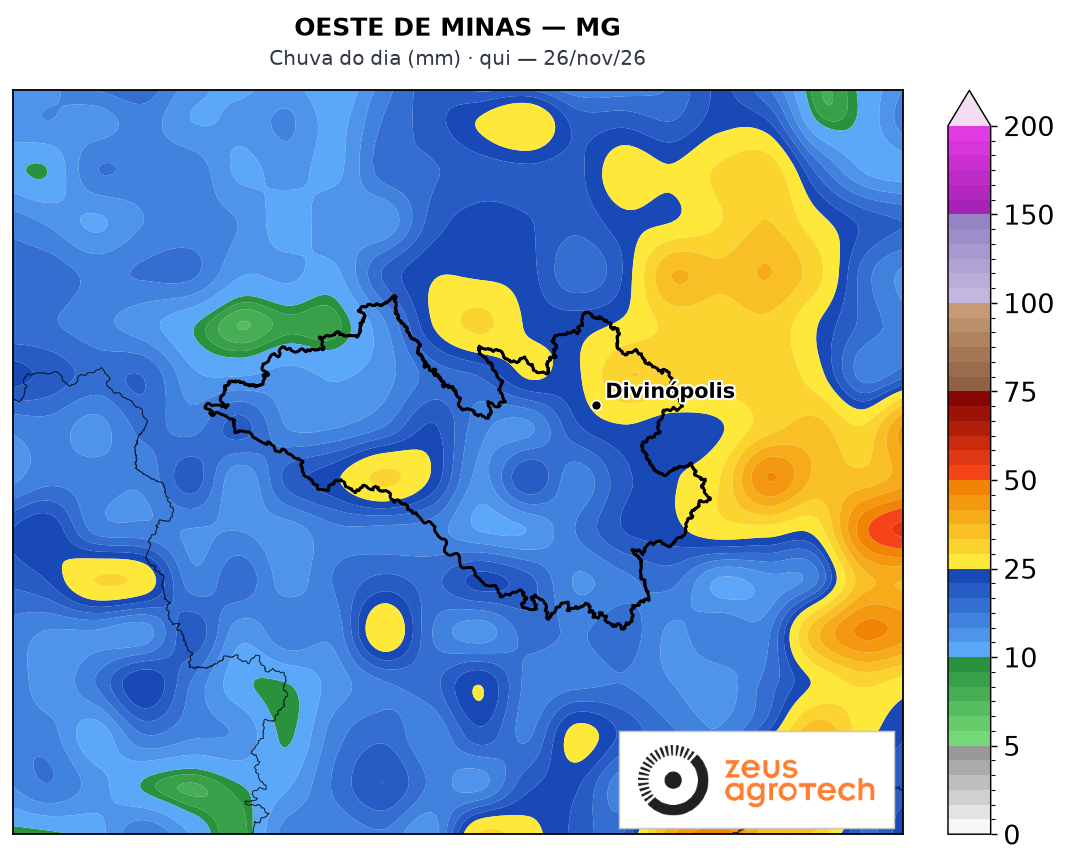 OESTE DE MINAS — MG
Chuva do dia (mm) · qui — 26/nov/26
200
150
100
75
50
25
10
5
0
Divinópolis
zeus
agrotech